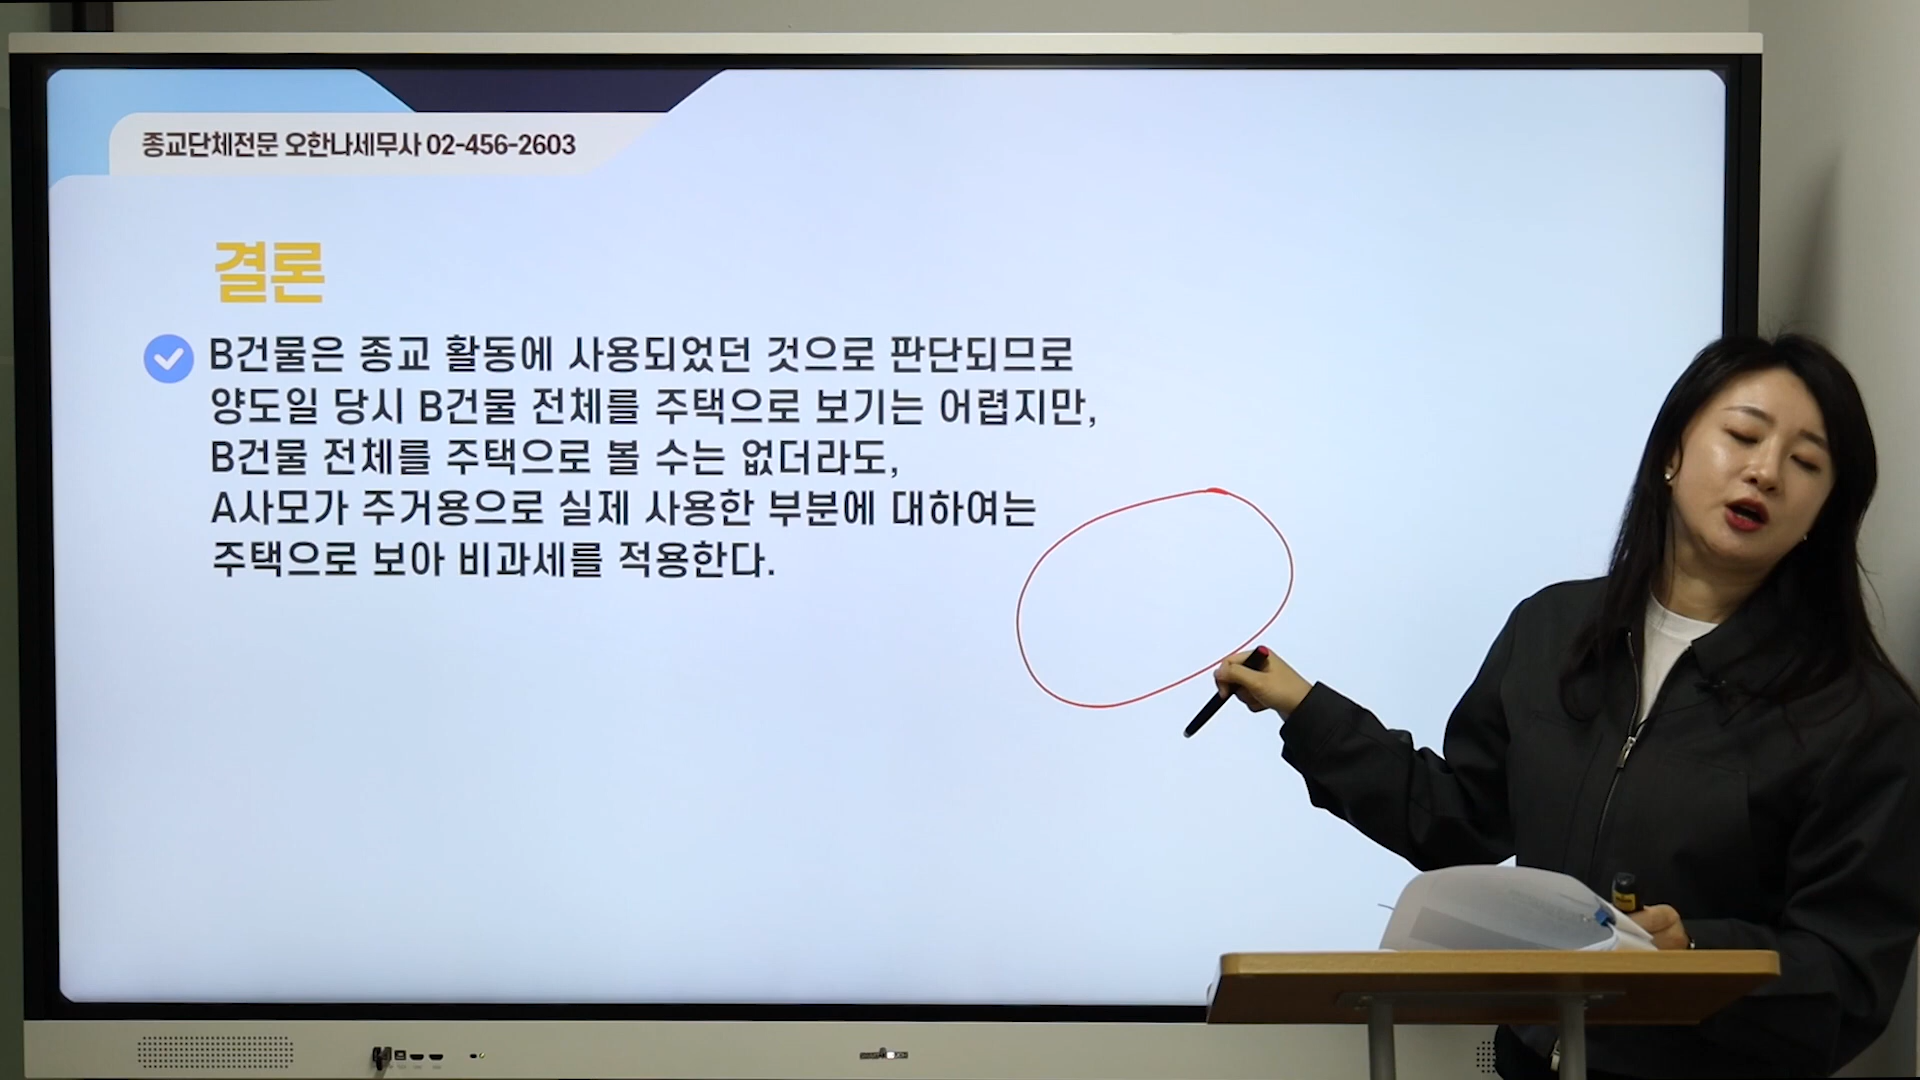 종교단체전문 오한나세무사 02-456-2603
결론
B건물은 종교 활동에 사용되었던 것으로 판단되므로
양도일 당시 B건물 전체를 주택으로 보기는 어렵지만,
B건물 전체를 주택으로 볼 수는 없더라도,
A사모가 주거용으로 실제 사용한 부분에 대하여는
주택으로 보아 비과세를 적용한다.